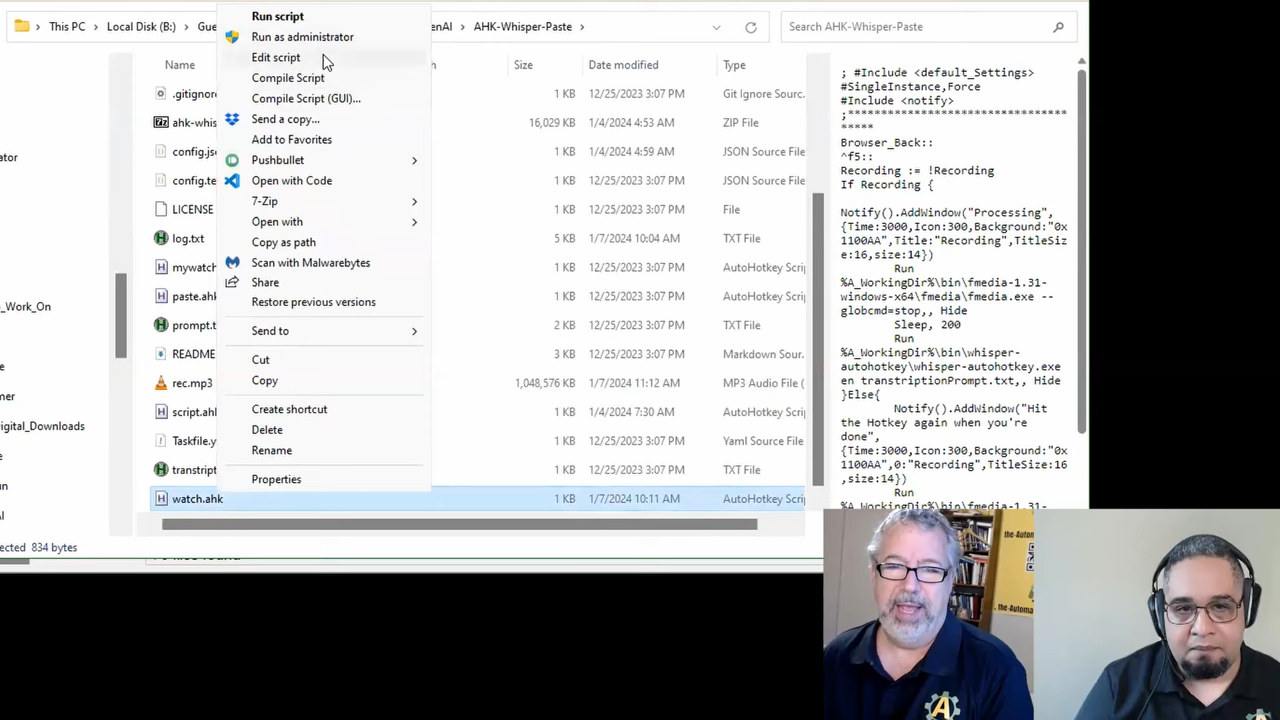 This PC > Local Disk (B:) > Gue
enAI > AHK-Whisper-Paste >
Search AHK-Whisper-Paste
Run script
Run as administrator
Edit script
Compile Script
Compile Script (GUI)...
Send a copy...
Add to Favorites
Pushbullet
Open with Code
7-Zip
Open with
Copy as path
Scan with Malwarebytes
Share
Restore previous versions
Send to
Cut
Copy
Create shortcut
Delete
Rename
Properties
Name
h
Size
Date modified
Type
.gitignor
1 KB
12/25/2023 3:07 PM
Git Ignore Sourc.
ahk-whis
16,029 KB
1/4/2024 4:53 AM
ZIP File
config.jsc
1 KB
1/4/2024 4:59 AM
JSON Source File
config.te
1 KB
12/25/2023 3:07 PM
JSON Source File
LICENSE
1 KB
12/25/2023 3:07 PM
File
log.txt
5 KB
1/7/2024 10:04 AM
TXT File
mywatch
1 KB
12/25/2023 3:07 PM
AutoHotkey Scrip
paste.ahk
1 KB
12/25/2023 3:07 PM
AutoHotkey Scrip
prompt.t
2 KB
12/25/2023 3:07 PM
TXT File
README
3 KB
12/25/2023 3:07 PM
Markdown Sour.
rec.mp3
1,048,576 KB
1/7/2024 11:12 AM
MP3 Audio File (
script.ahl
1 KB
1/4/2024 7:30 AM
AutoHotkey Scrip
Taskfile.y
1 KB
12/25/2023 3:07 PM
Yaml Source File
transtript
1 KB
12/25/2023 3:07 PM
TXT File
watch.ahk
1 KB
1/7/2024 10:11 AM
AutoHotkey Scrip
ator
_Work_On
mer
igital_Downloads
un
AI
ected 834 bytes
; #Include <default_Settings>
#SingleInstance,Force
#Include <notify>
;*********************************
*****
Browser_Back::
^f5::
Recording := !Recording
If Recording {
Notify().AddWindow("Processing",
{Time:3000,Icon:300,Background:"0x
1100AA",Title:"Recording",TitleSiz
e:16,size:14})
Run
%A_WorkingDir%\bin\fmedia-1.31-
windows-x64\fmedia\fmedia.exe --
globcmd=stop,, Hide
Sleep, 200
Run
%A_WorkingDir%\bin\whisper-
autohotkey\whisper-autohotkey.exe
en transtriptionPrompt.txt,, Hide
}Else{
Notify().AddWindow("Hit
the Hotkey again when you're
done",
{Time:3000,Icon:300,Background:"0x
1100AA",0:"Recording",TitleSize:16
,size:14})
Run
%A_WorkingDir%\bin\fmedia-1.31-
the-Autom
the-Automa
A
A